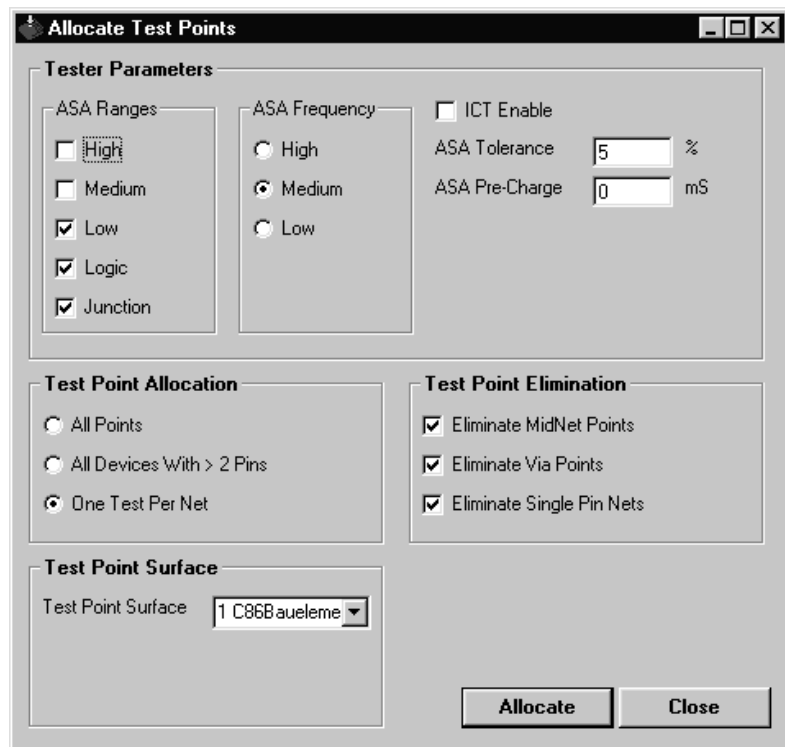 Allocate Test Points
Tester Parameters
ASA Ranges
High
Medium
Low
Logic
Junction
ASA Frequency
High
Medium
Low
ICT Enable
ASA Tolerance 5 %
ASA Pre-Charge 0 mS
Test Point Allocation
All Points
All Devices With > 2 Pins
One Test Per Net
Test Point Elimination
Eliminate MidNet Points
Eliminate Via Points
Eliminate Single Pin Nets
Test Point Surface
Test Point Surface 1 C86Baueleme
Allocate Close